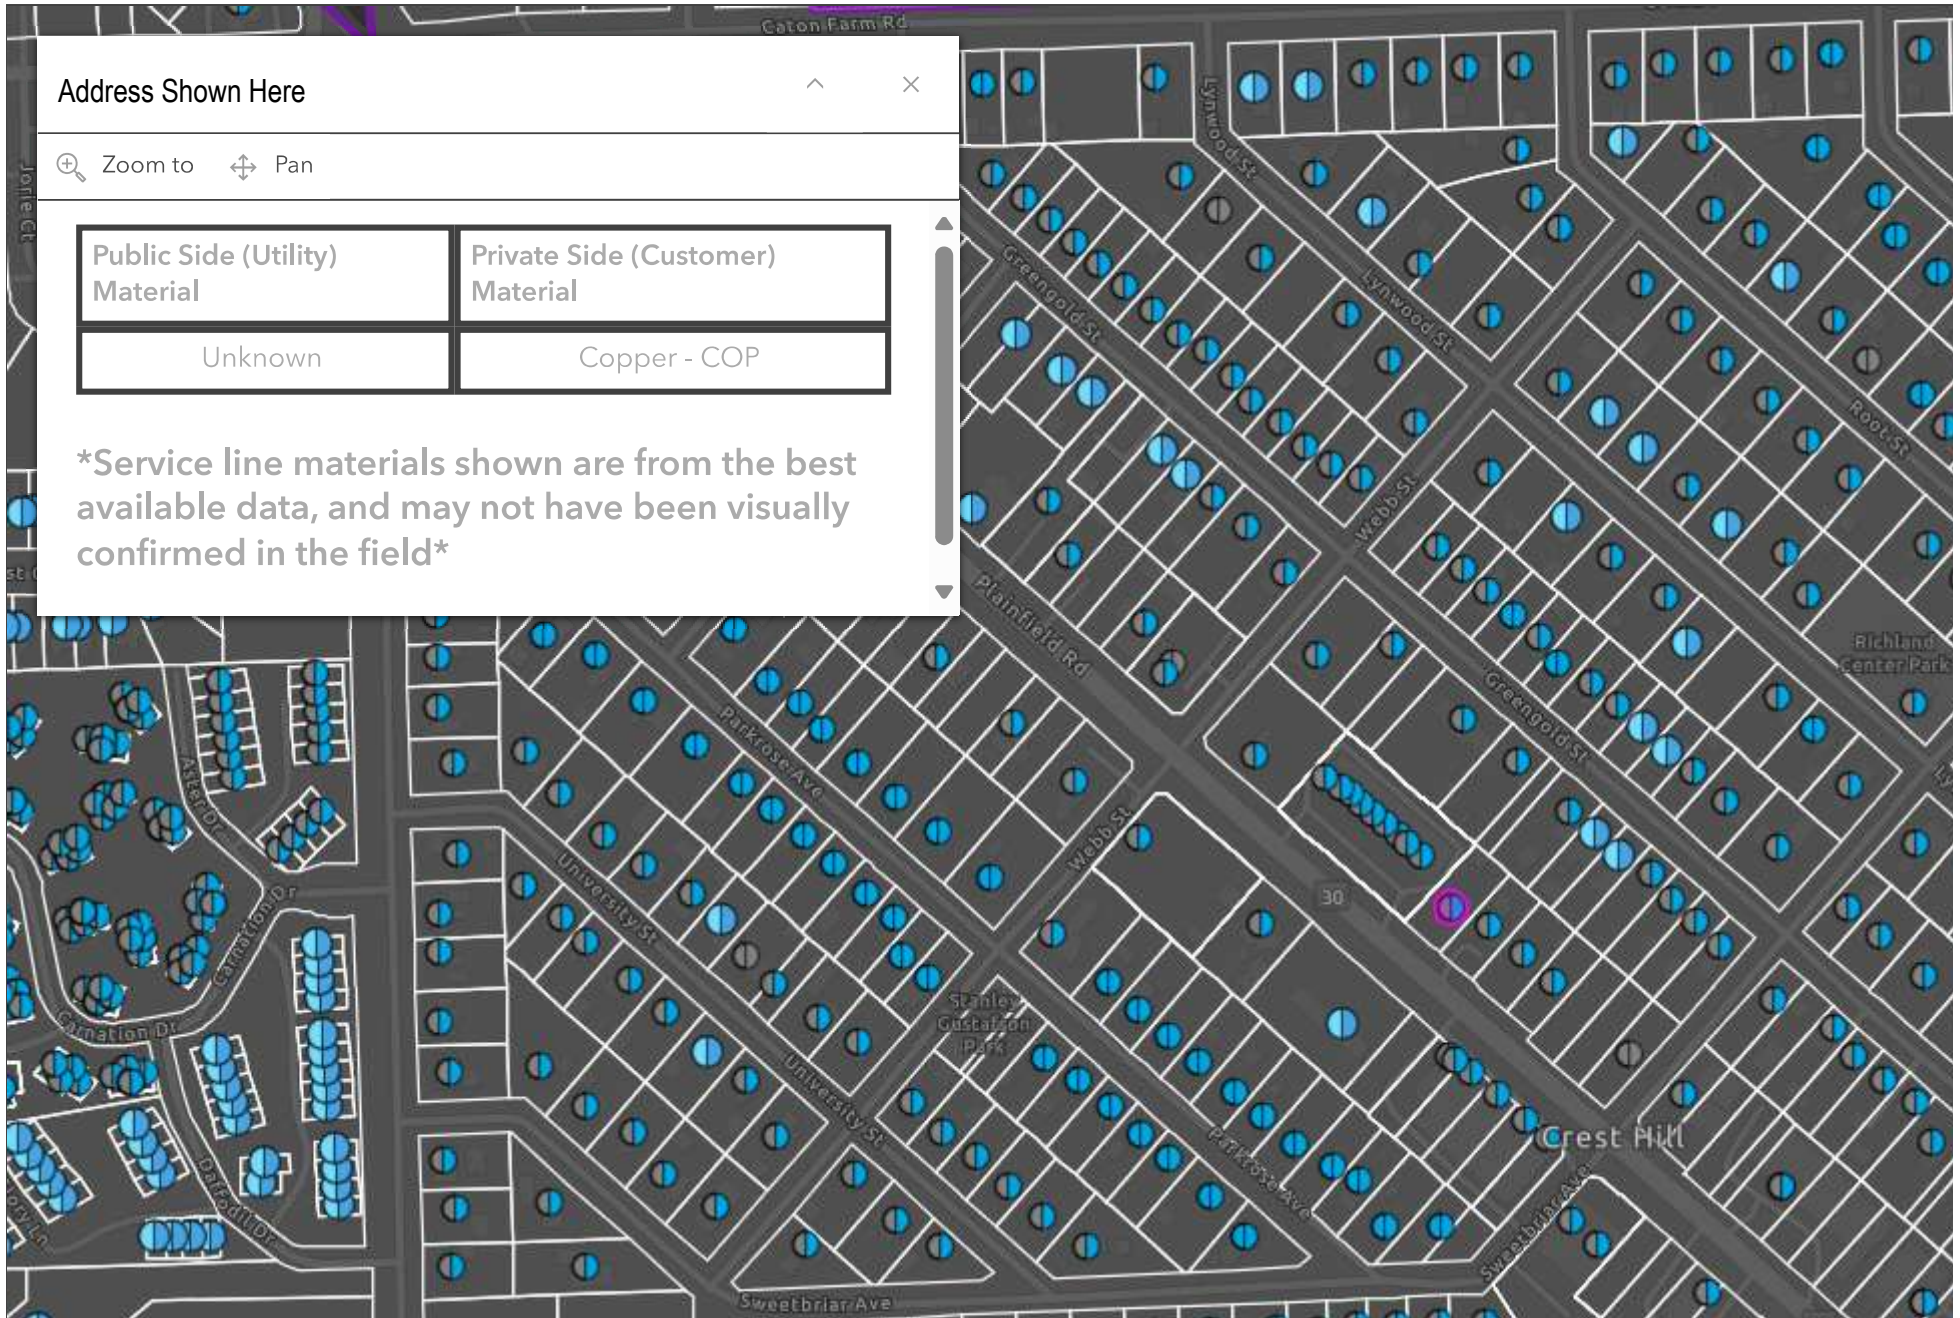 Caton Farm Rd
Address Shown Here
Zoom to
Pan
Public Side (Utility)
Material
Private Side (Customer)
Material
Unknown
Copper - COP
*Service line materials shown are from the best
available data, and may not have been visually
confirmed in the field*
Jorie Ct
Lynwood St
Greengold St
Lynwood St
Root St
Webb St
Plainfield Rd
Richland
Center Park
Greengold St
Parkrose Ave
Aster Dr
Webb St
University St
30
Carnation Dr
Stanley
Gustafson
Park
Carnation Dr
University St
Parkrose Ave
Crest Hill
Daffodil Dr
Sweetbriar Ave
Sweetbriar Ave